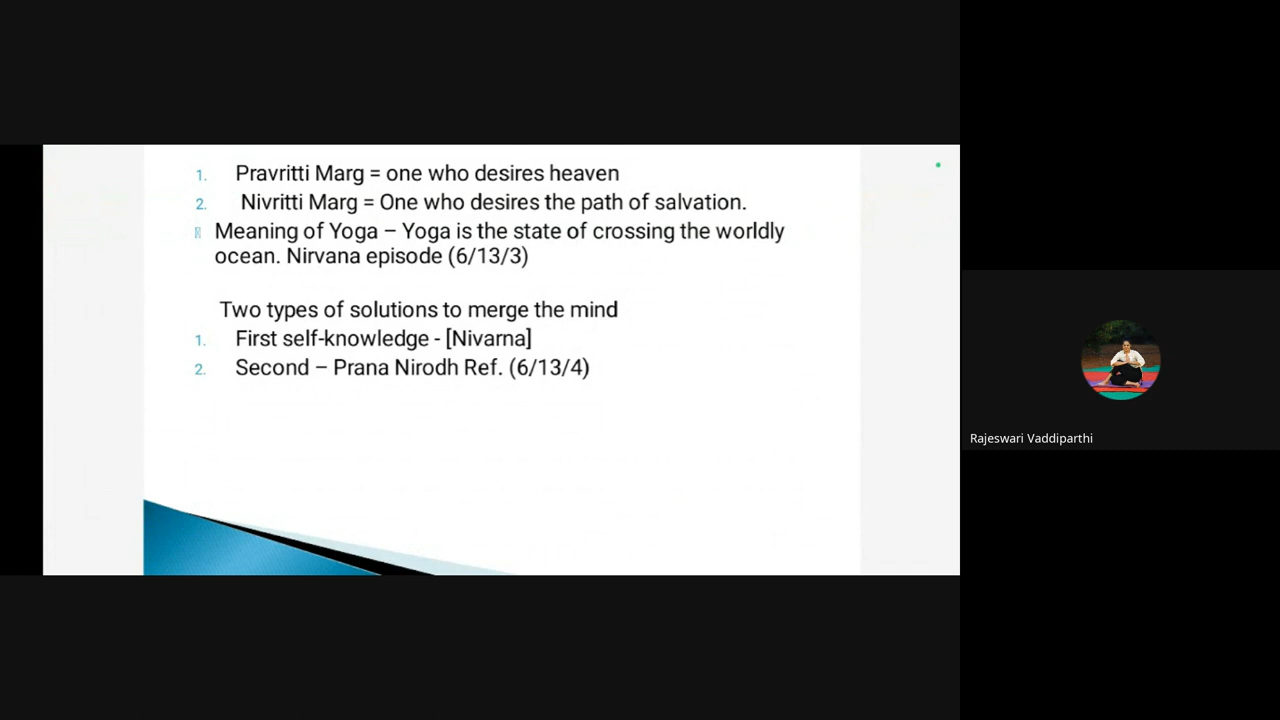 1. Pravritti Marg = one who desires heaven
2. Nivritti Marg = One who desires the path of salvation.
Meaning of Yoga – Yoga is the state of crossing the worldly
ocean. Nirvana episode (6/13/3)
Two types of solutions to merge the mind
1. First self-knowledge - [Nivarna]
2. Second – Prana Nirodh Ref. (6/13/4)
Rajeswari Vaddiparthi